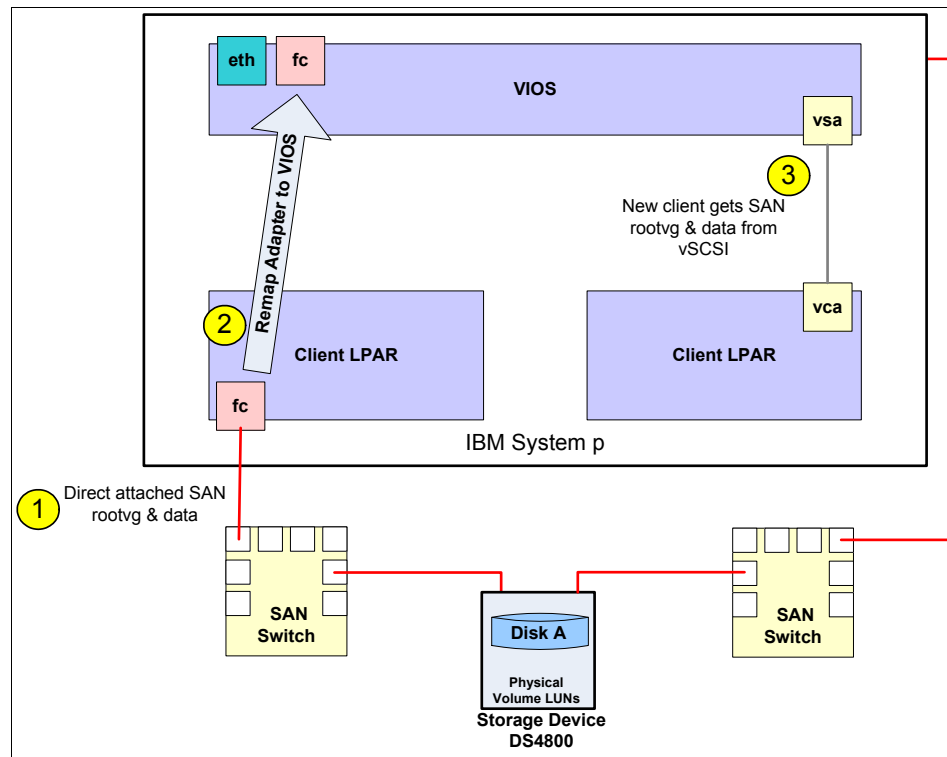 eth
fc
VIOS
vsa
Remap Adapter to VIOS
3
New client gets SAN
rootvg & data from
vSCSI
2
Client LPAR
fc
vca
Client LPAR
IBM System p
1
Direct attached SAN
rootvg & data
SAN
Switch
Disk A
Physical
Volume LUNs
Storage Device
DS4800
SAN
Switch